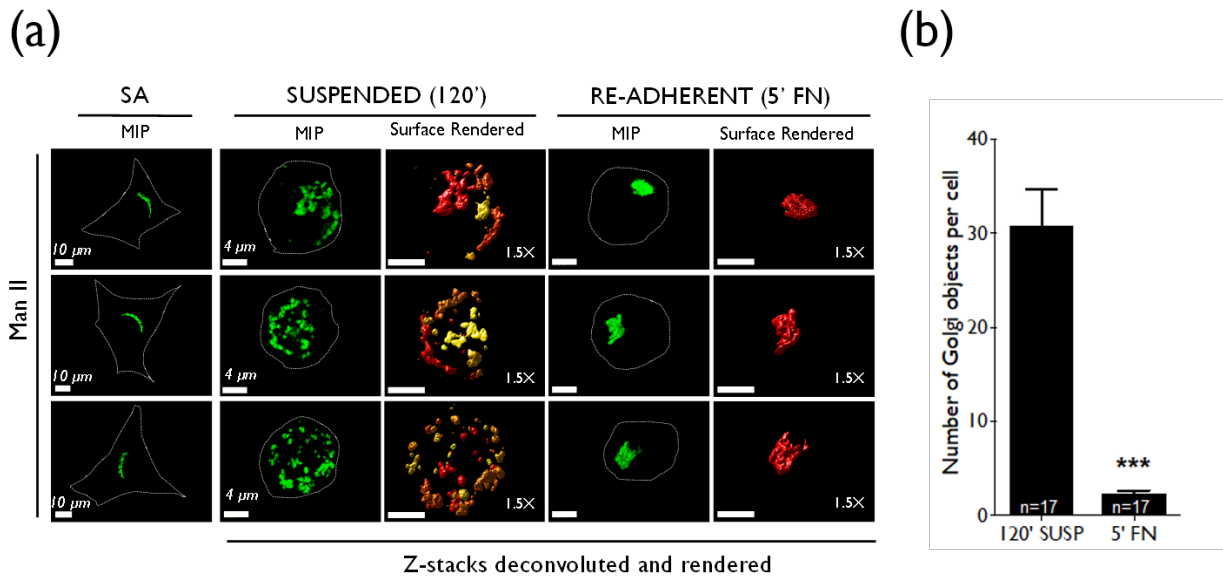 (a)
SA
SUSPENDED (120')
RE-ADHERENT (5' FN)
MIP
MIP
Surface Rendered
MIP
Surface Rendered
Man II
10 µm
4 µm
1.5X
1.5X
10 µm
4 µm
1.5X
1.5X
10 µm
4 µm
1.5X
1.5X
Z-stacks deconvoluted and rendered
(b)
Number of Golgi objects per cell
40
30
20
10
0
***
n=17
n=17
120' SUSP
5' FN